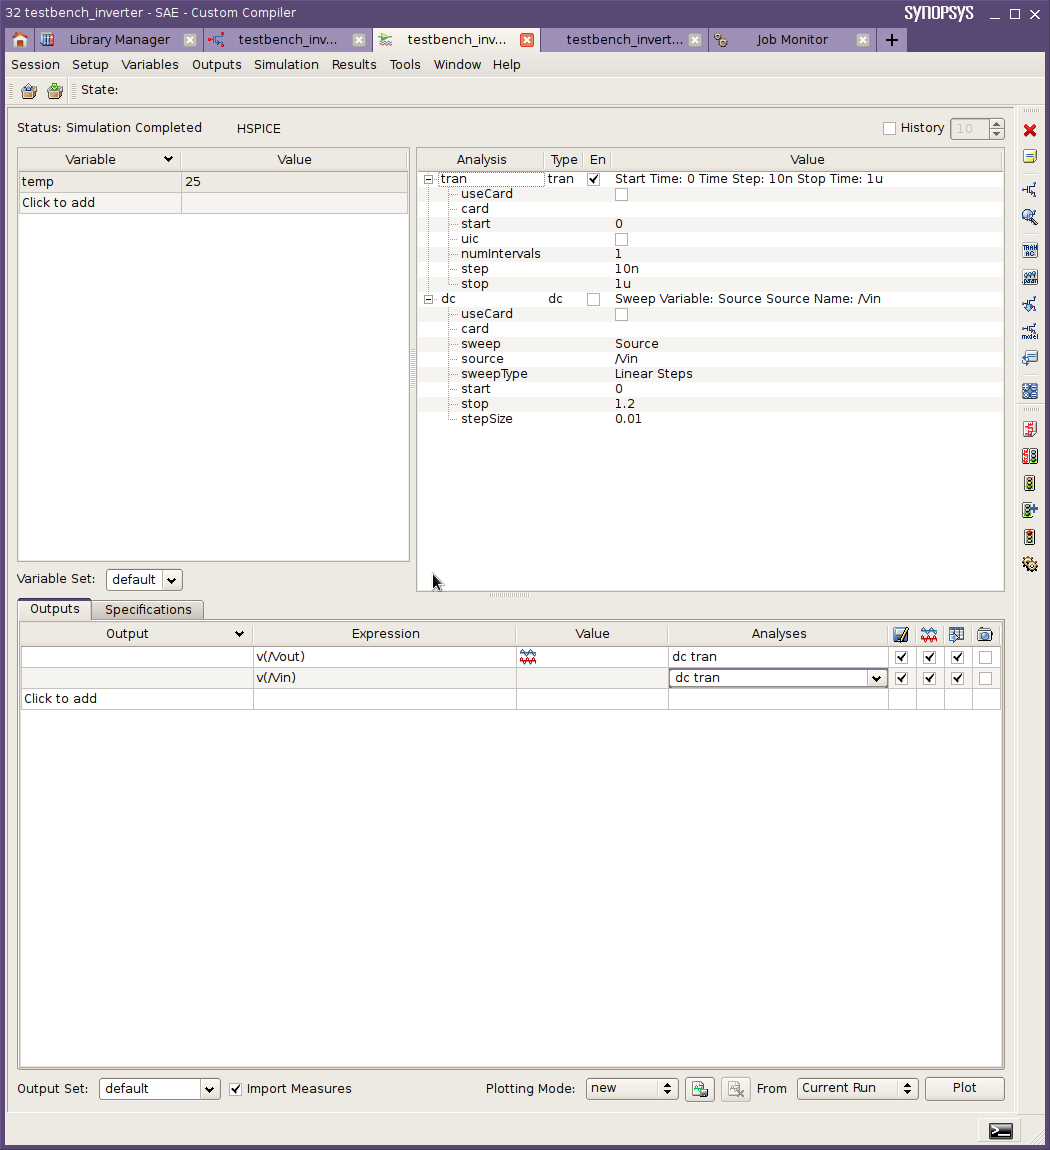 32 testbench_inverter - SAE - Custom Compiler
SYNOPSYS
Library Manager testbench_inv... testbench_inv... testbench_invert... Job Monitor
Session Setup Variables Outputs Simulation Results Tools Window Help
State:
Status: Simulation Completed HSPICE History 10
Variable Value
temp 25
Click to add
Analysis Type En Value
tran tran Start Time: 0 Time Step: 10n Stop Time: 1u
useCard
card
start 0
uic
numIntervals 1
step 10n
stop 1u
dc dc Sweep Variable: Source Source Name: /Vin
useCard
card
sweep Source
source /Vin
sweepType Linear Steps
start 0
stop 1.2
stepSize 0.01
Variable Set: default
Outputs Specifications
Output Expression Value Analyses
v(/Vout) dc tran
v(/Vin) dc tran
Click to add
Output Set: default Import Measures Plotting Mode: new From Current Run Plot